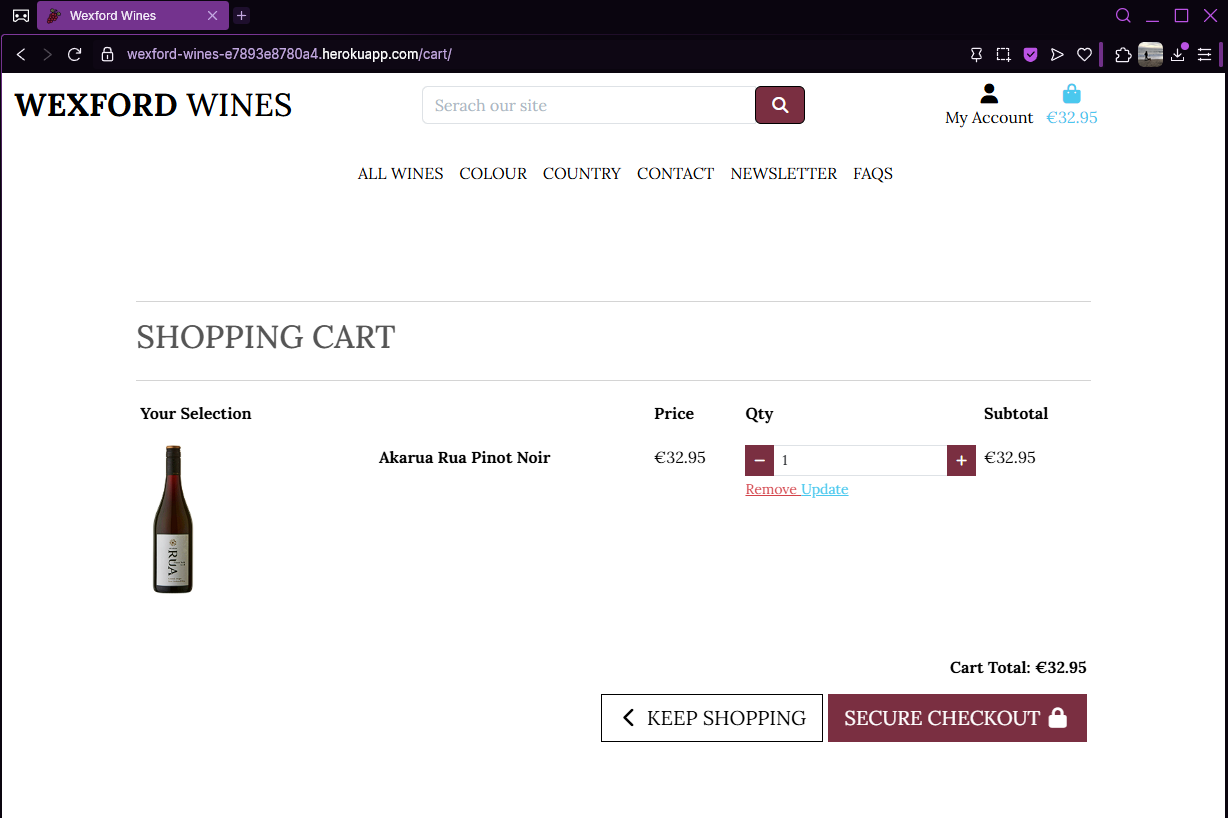 Wexford Wines
wexford-wines-e7893e8780a4.herokuapp.com/cart/
WEXFORD WINES
Serach our site
My Account
€32.95
ALL WINES COLOUR COUNTRY CONTACT NEWSLETTER FAQS
SHOPPING CART
Your Selection Price Qty Subtotal
Akarua Rua Pinot Noir €32.95 − 1 + €32.95
Remove Update
RUA
Cart Total: €32.95
KEEP SHOPPING SECURE CHECKOUT